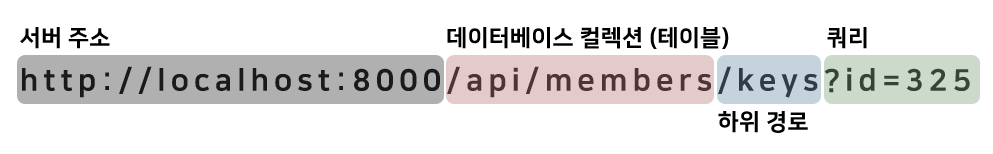 서버 주소 데이터베이스 컬렉션 (테이블) 쿼리
http://localhost:8000/api/members/keys?id=325
하위 경로